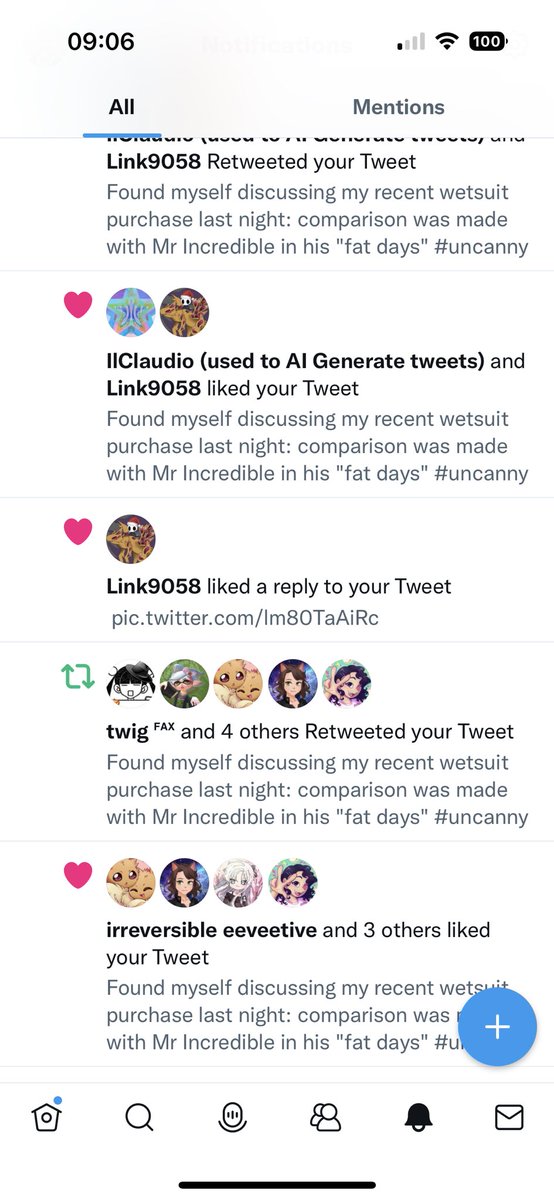 09:06
100
Notifications
All
Mentions
llClaudio (used to AI Generate tweets) and
Link9058 Retweeted your Tweet
Found myself discussing my recent wetsuit
purchase last night: comparison was made
with Mr Incredible in his "fat days" #uncanny
llClaudio (used to AI Generate tweets) and
Link9058 liked your Tweet
Found myself discussing my recent wetsuit
purchase last night: comparison was made
with Mr Incredible in his "fat days" #uncanny
Link9058 liked a reply to your Tweet
pic.twitter.com/lm80TaAiRc
twig ᶠᴬˣ and 4 others Retweeted your Tweet
Found myself discussing my recent wetsuit
purchase last night: comparison was made
with Mr Incredible in his "fat days" #uncanny
irreversible eeveetive and 3 others liked
your Tweet
Found myself discussing my recent wetsuit
purchase last night: comparison was
with Mr Incredible in his "fat days"